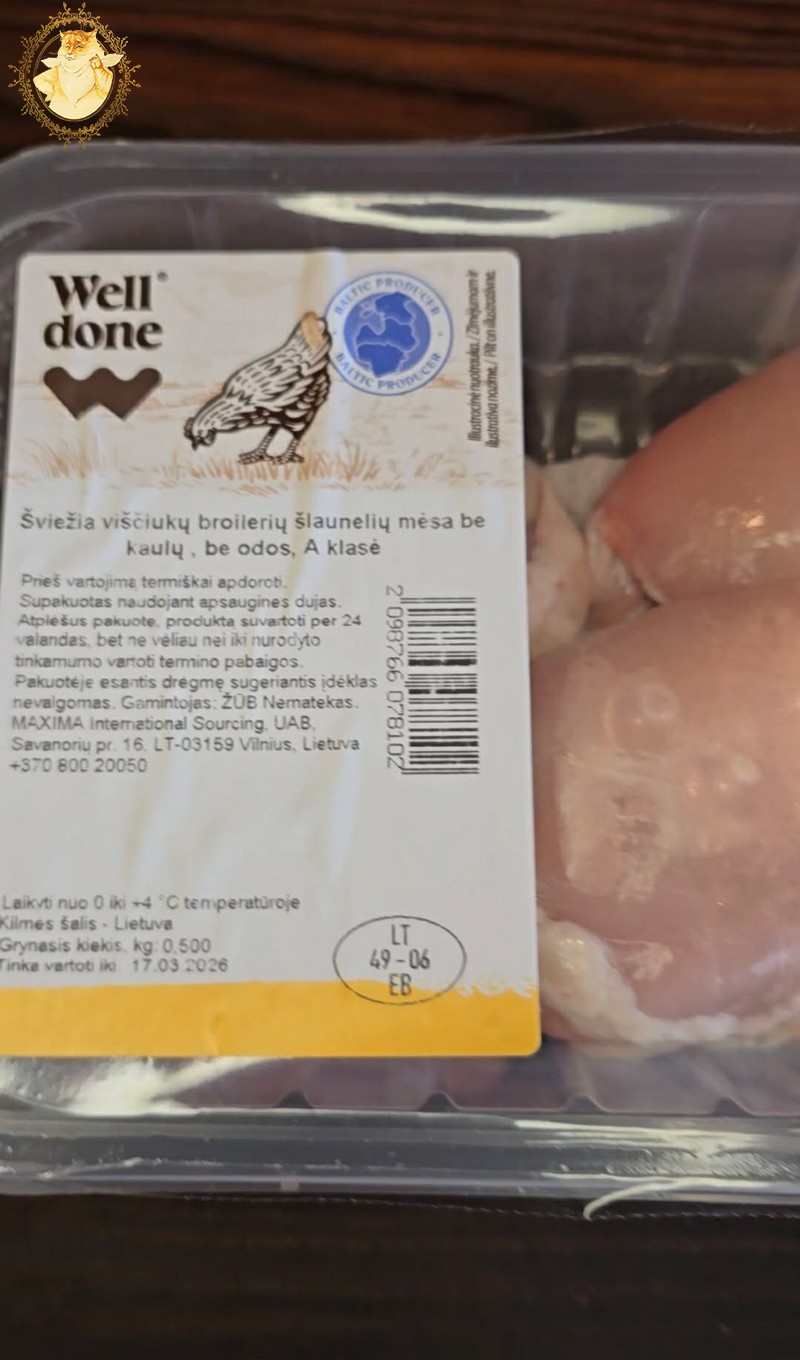 Well®
done
BALTIC PRODUCER
BALTIC PRODUCER
Iliustracinė nuotrauka. / Zīmējumam ir
ilustratīva nozīme. / Pilt on illustratiivne.
Šviežia viščiukų broilerių šlaunelių mėsa be
kaulų , be odos, A klasė
Prieš vartojimą termiškai apdoroti.
Supakuotas naudojant apsaugines dujas.
Atplėšus pakuotę, produktą suvartoti per 24
valandas, bet ne vėliau nei iki nurodyto
tinkamumo vartoti termino pabaigos.
Pakuotėje esantis drėgmę sugeriantis įdėklas
nevalgomas. Gamintojas: ŽŪB Nematekas.
MAXIMA International Sourcing, UAB,
Savanorių pr. 16, LT-03159 Vilnius, Lietuva
+370 800 20050
2 098766 078102
Laikyti nuo 0 iki +4 °C temperatūroje
Kilmės šalis - Lietuva
Grynasis kiekis, kg: 0,500
Tinka vartoti iki: 17.03.2026
LT
49-06
EB